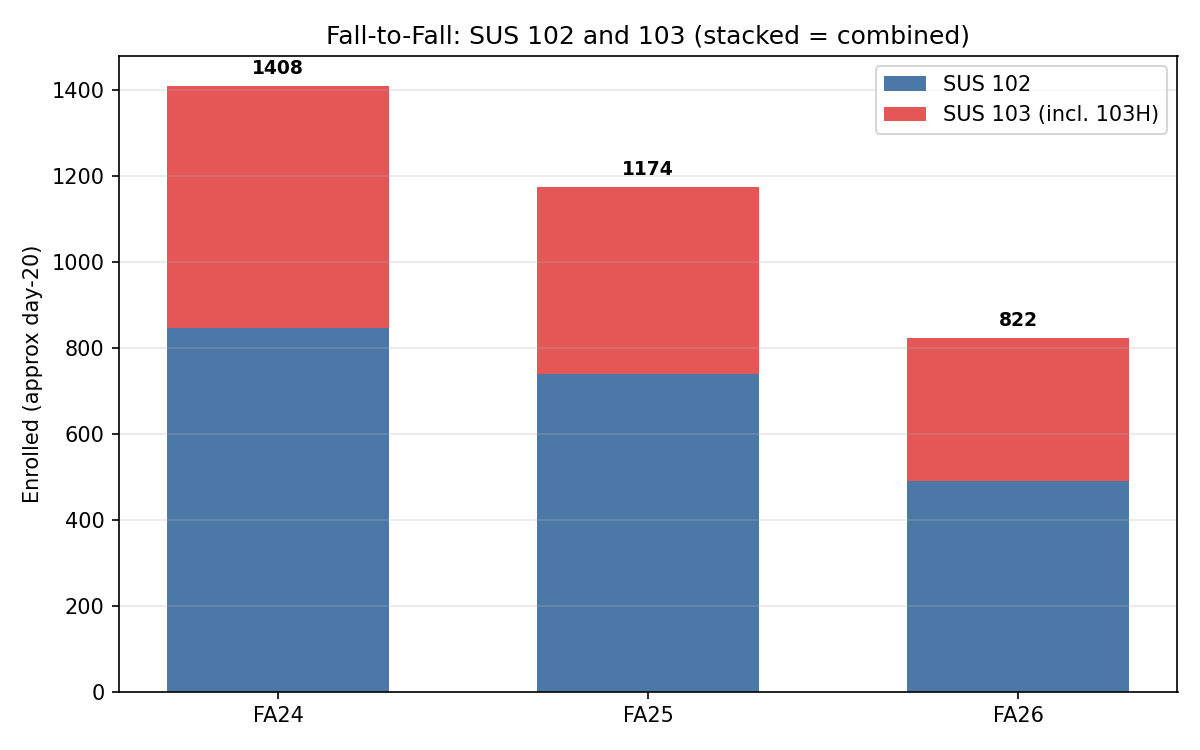 Fall-to-Fall: SUS 102 and 103 (stacked = combined)
SUS 102
SUS 103 (incl. 103H)
Enrolled (approx day-20)
1400
1200
1000
800
600
400
200
0
1408
1174
822
FA24
FA25
FA26